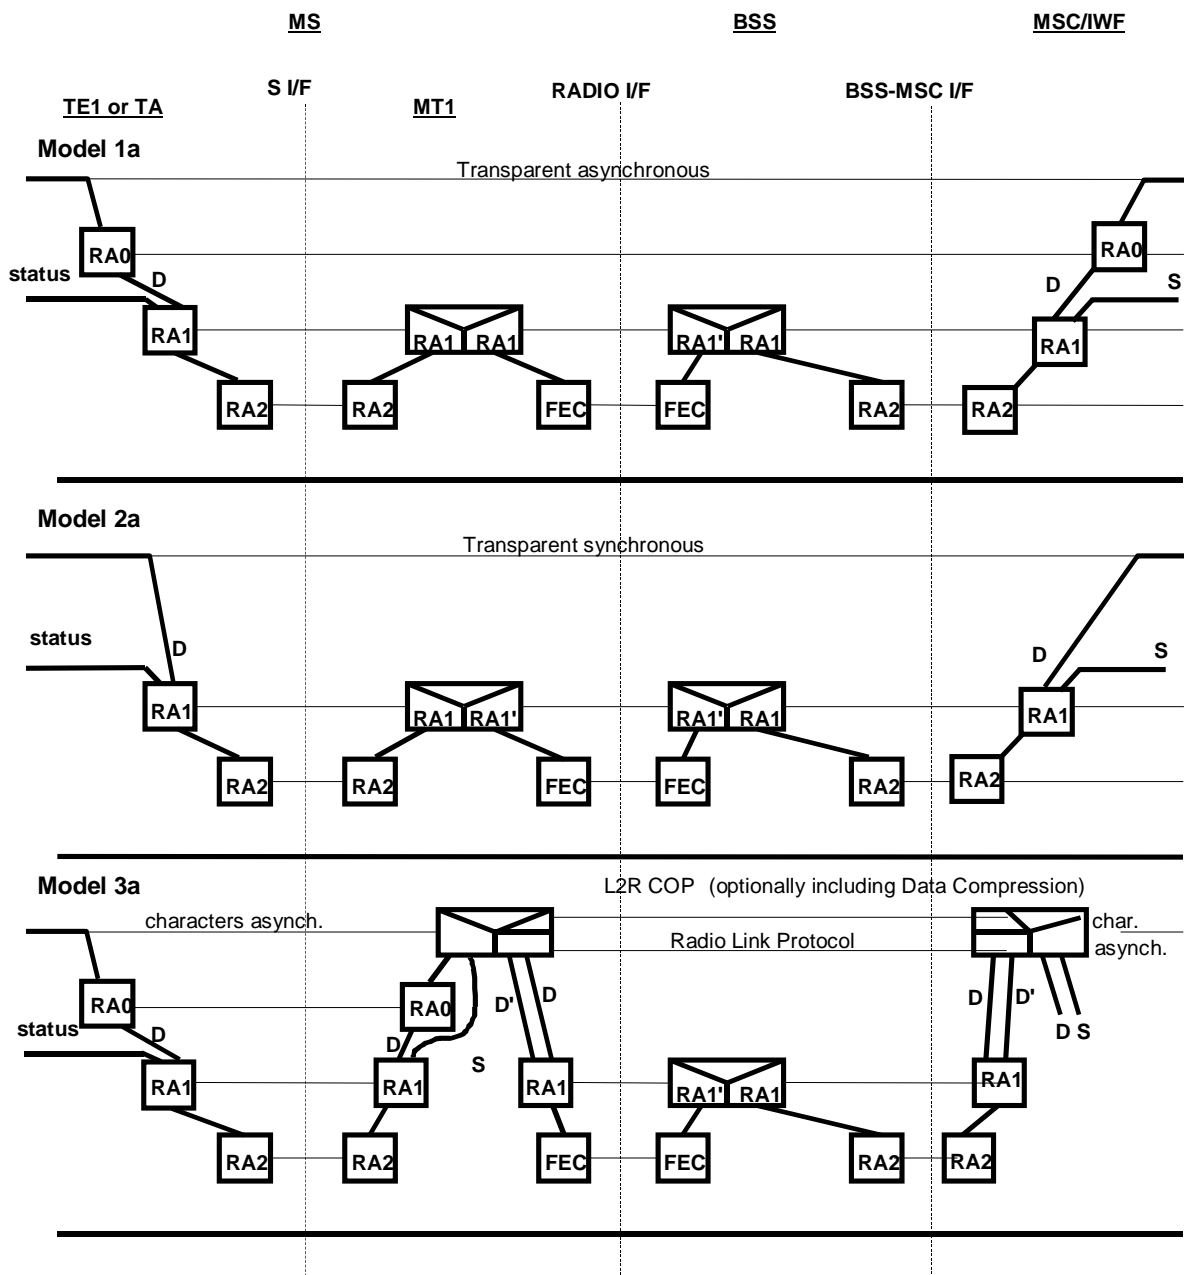 MS BSS MSC/IWF
S I/F RADIO I/F BSS-MSC I/F
TE1 or TA MT1
Model 1a
Transparent asynchronous
RA0 RA0
status D D S
RA1 RA1 RA1 RA1' RA1 RA1
RA2 RA2 FEC FEC RA2 RA2
Model 2a
Transparent synchronous
status D D S
RA1 RA1 RA1' RA1' RA1 RA1
RA2 RA2 FEC FEC RA2 RA2
Model 3a
L2R COP (optionally including Data Compression)
characters asynch. char.
Radio Link Protocol asynch.
RA0 RA0 D' D D D'
status D D S D S
RA1 RA1 RA1 RA1' RA1 RA1
RA2 RA2 FEC FEC RA2 RA2